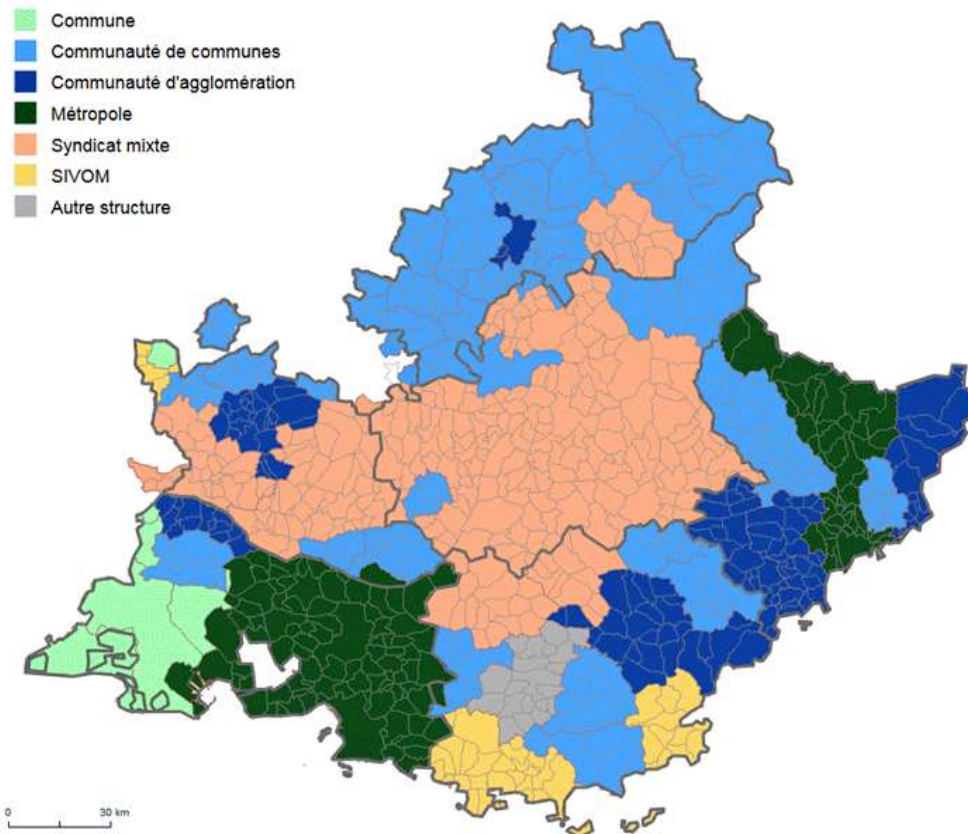 Commune
Communauté de communes
Communauté d'agglomération
Métropole
Syndicat mixte
SIVOM
Autre structure
0 30 km